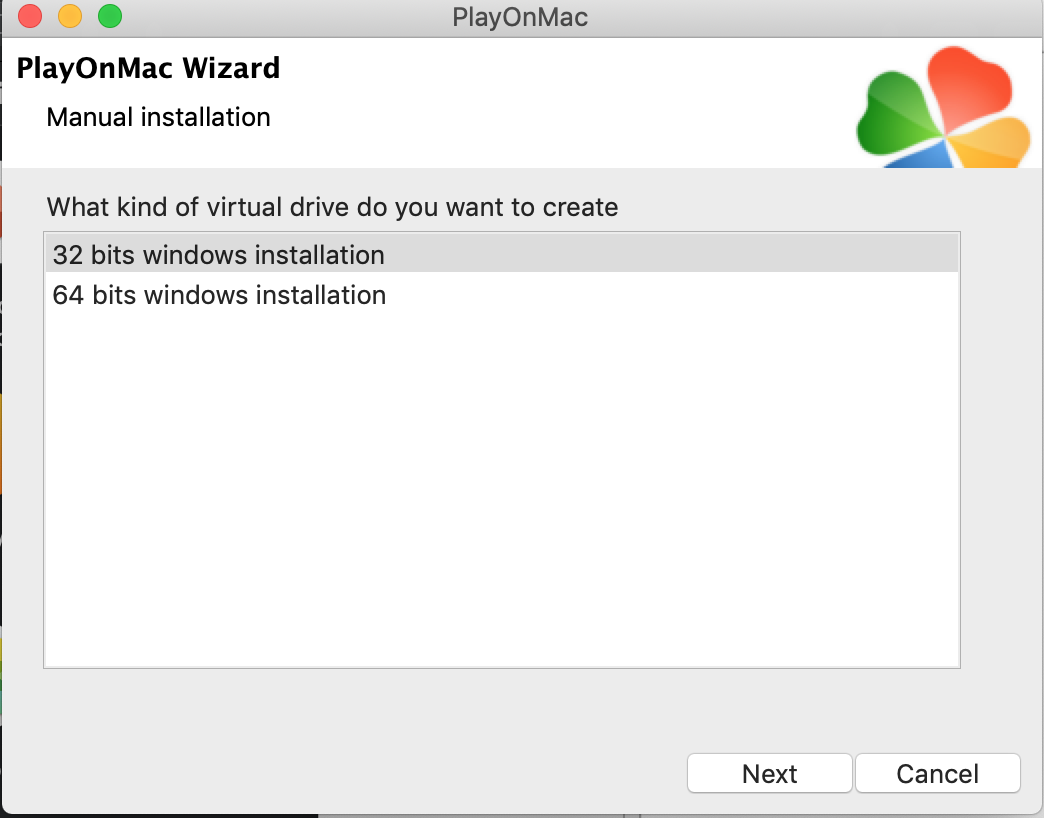 PlayOnMac
PlayOnMac Wizard
Manual installation
What kind of virtual drive do you want to create
32 bits windows installation
64 bits windows installation
Next
Cancel